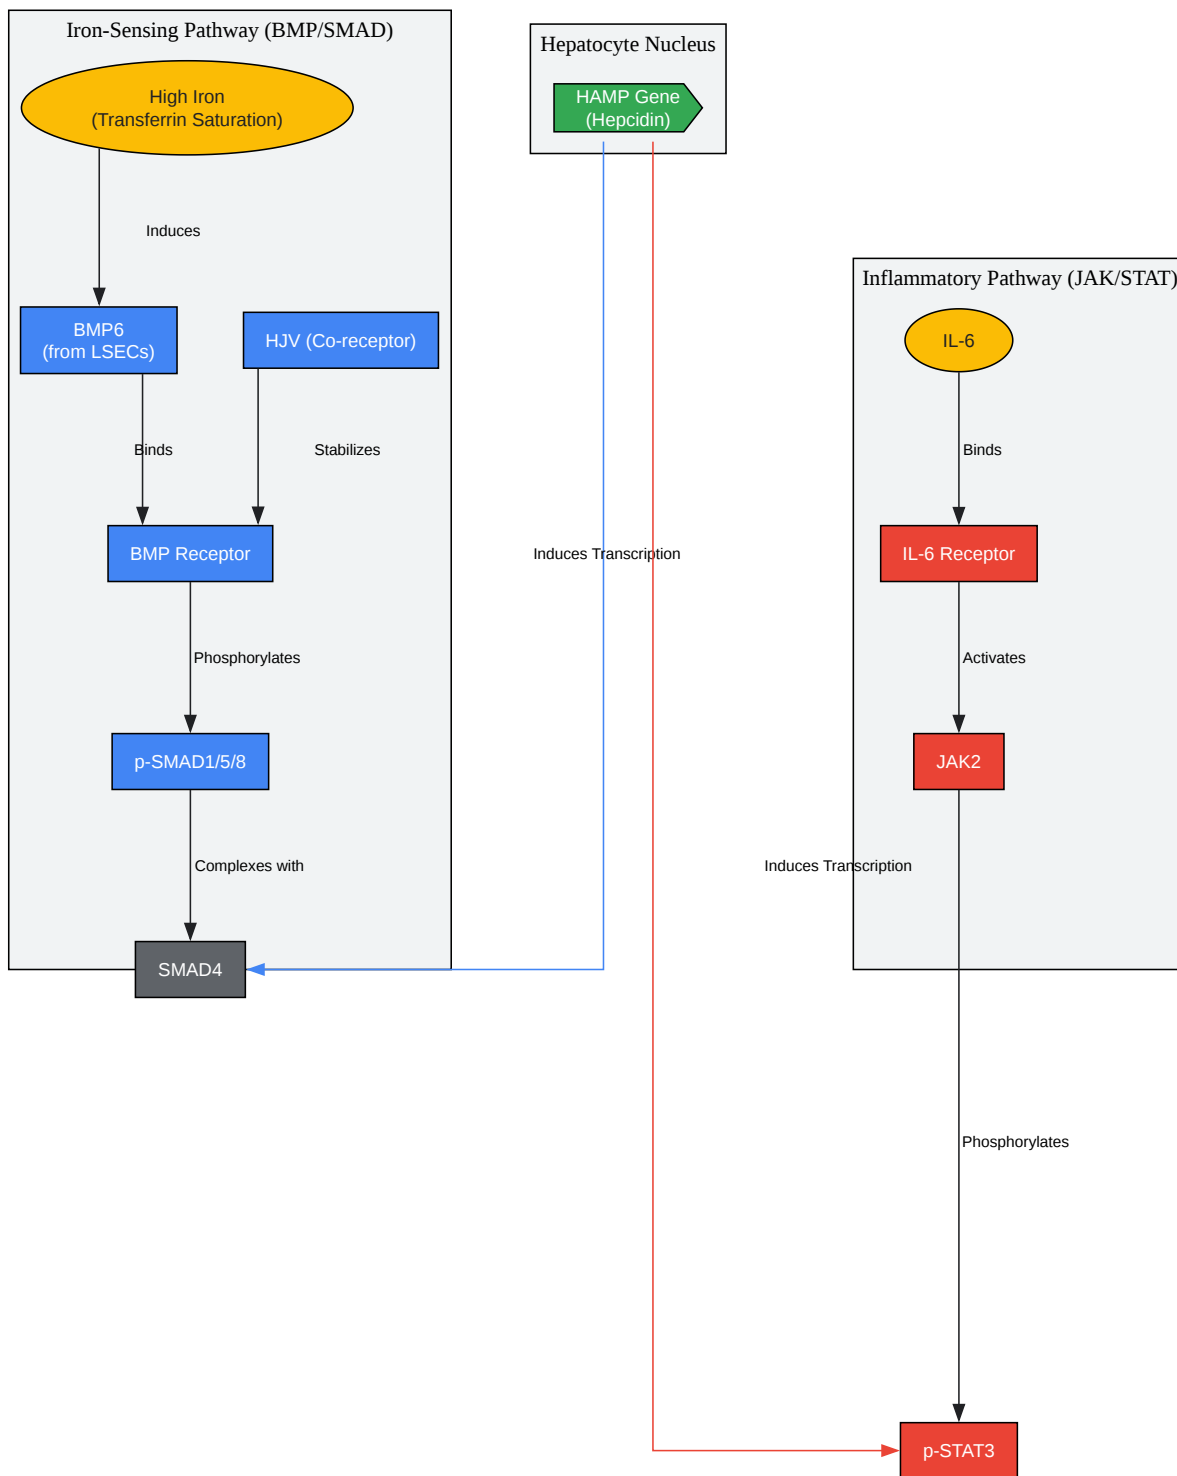 Iron-Sensing Pathway (BMP/SMAD)
High Iron
(Transferrin Saturation)
Induces
BMP6
(from LSECs)
HJV (Co-receptor)
Binds
Stabilizes
BMP Receptor
Phosphorylates
p-SMAD1/5/8
Complexes with
SMAD4
Hepatocyte Nucleus
HAMP Gene
(Hepcidin)
Induces Transcription
Induces Transcription
Inflammatory Pathway (JAK/STAT)
IL-6
Binds
IL-6 Receptor
Activates
JAK2
Phosphorylates
p-STAT3